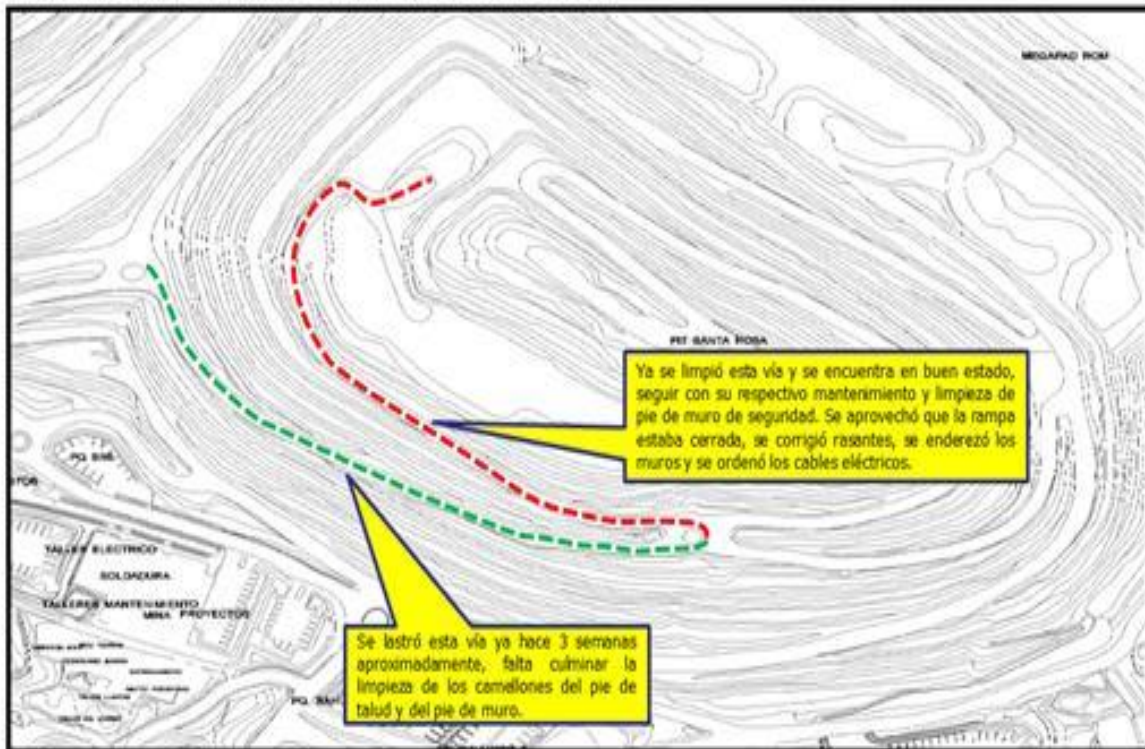 MEGAPAD ROM
PIT SANTA ROSA
Ya se limpió esta vía y se encuentra en buen estado,
seguir con su respectivo mantenimiento y limpieza de
pie de muro de seguridad. Se aprovechó que la rampa
estaba cerrada, se corrigió rasantes, se enderezó los
muros y se ordenó los cables eléctricos.
TALLER ELECTRICO
SOLDADURA
TALLERES MANTENIMIENTO
MINA PROYECTOS
Se lastró esta vía ya hace 3 semanas
aproximadamente, falta culminar la
limpieza de los camellones del pie de
talud y del pie de muro.